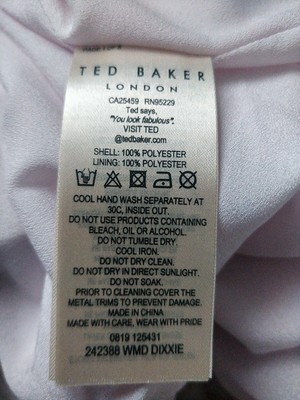 TED BAKER
LONDON
CA25459 RN95229
Ted says,
"You look fabulous".
VISIT TED
@tedbaker.com
SHELL: 100% POLYESTER
LINING: 100% POLYESTER
COOL HAND WASH SEPARATELY AT
30C, INSIDE OUT.
DO NOT USE PRODUCTS CONTAINING
BLEACH, OIL OR ALCOHOL.
DO NOT TUMBLE DRY.
COOL IRON.
DO NOT DRY CLEAN.
DO NOT DRY IN DIRECT SUNLIGHT.
DO NOT SOAK.
PRIOR TO CLEANING COVER THE
METAL TRIMS TO PREVENT DAMAGE.
MADE IN CHINA
MADE WITH CARE, WEAR WITH PRIDE
0819 125431
242388 WMD DIXXIE